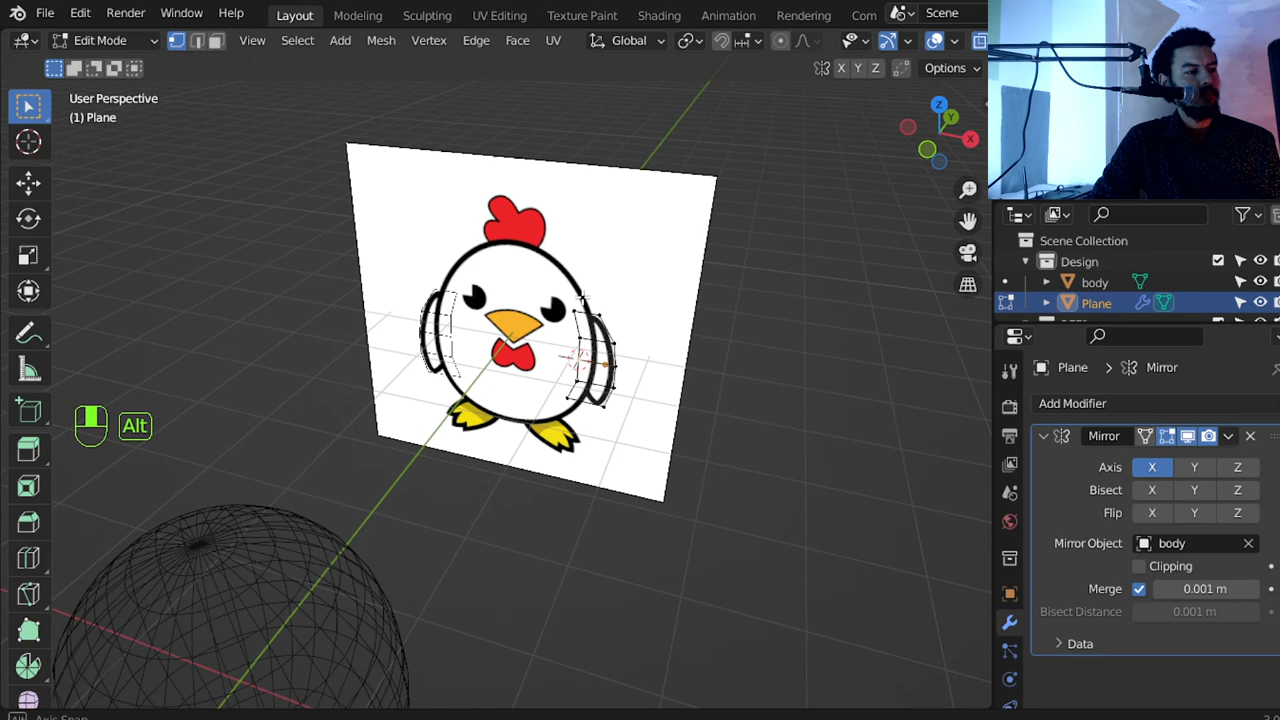 File Edit Render Window Help Layout Modeling Sculpting UV Editing Texture Paint Shading Animation Rendering Com Scene
Edit Mode View Select Add Mesh Vertex Edge Face UV Global
X Y Z Options
User Perspective
(1) Plane
Z
Y
X
Alt
Scene Collection
Design
body
Plane
Plane > Mirror
Add Modifier
Mirror
Axis X Y Z
Bisect X Y Z
Flip X Y Z
Mirror Object body
Clipping
Merge 0.001 m
Bisect Distance 0.001 m
Data